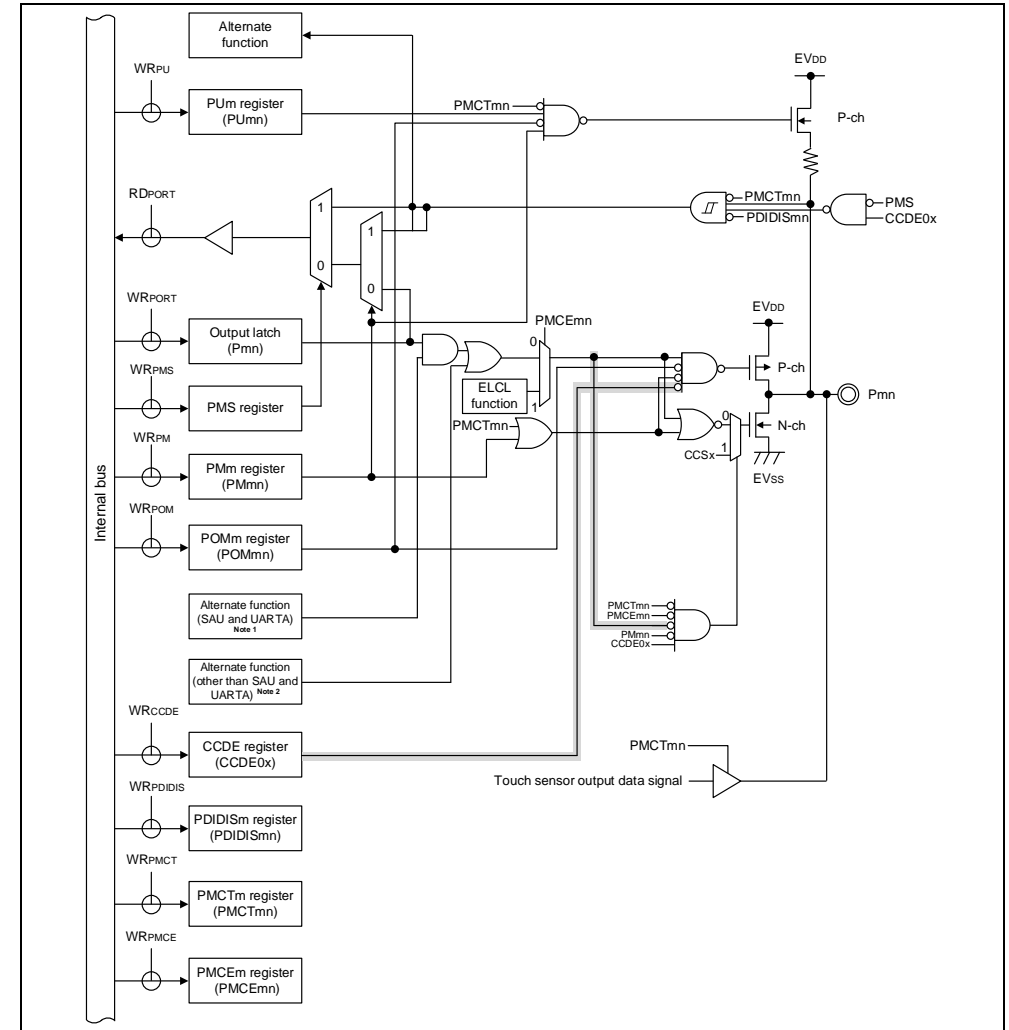 Alternate
function
WRPU
PUm register
(PUmn)
PMCTmn
EVDD
P-ch
RDPORT
1
0
1
0
PMCTmn
PDIDISmn
PMS
CCDE0x
WRPORT
Output latch
(Pmn)
PMCEmn
0
1
ELCL
function
EVDD
P-ch
Pmn
WRPMS
PMS register
PMCTmn
0
1
CCSx
N-ch
EVSS
WRPM
PMm register
(PMmn)
WRPOM
POMm register
(POMmn)
Internal bus
Alternate function
(SAU and UARTA)
Note 1
PMCTmn
PMCEmn
PMmn
CCDE0x
Alternate function
(other than SAU and
UARTA) Note 2
WRCCDE
CCDE register
(CCDE0x)
PMCTmn
Touch sensor output data signal
WRPDIDIS
PDIDISm register
(PDIDISmn)
WRPMCT
PMCTm register
(PMCTmn)
WRPMCE
PMCEm register
(PMCEmn)